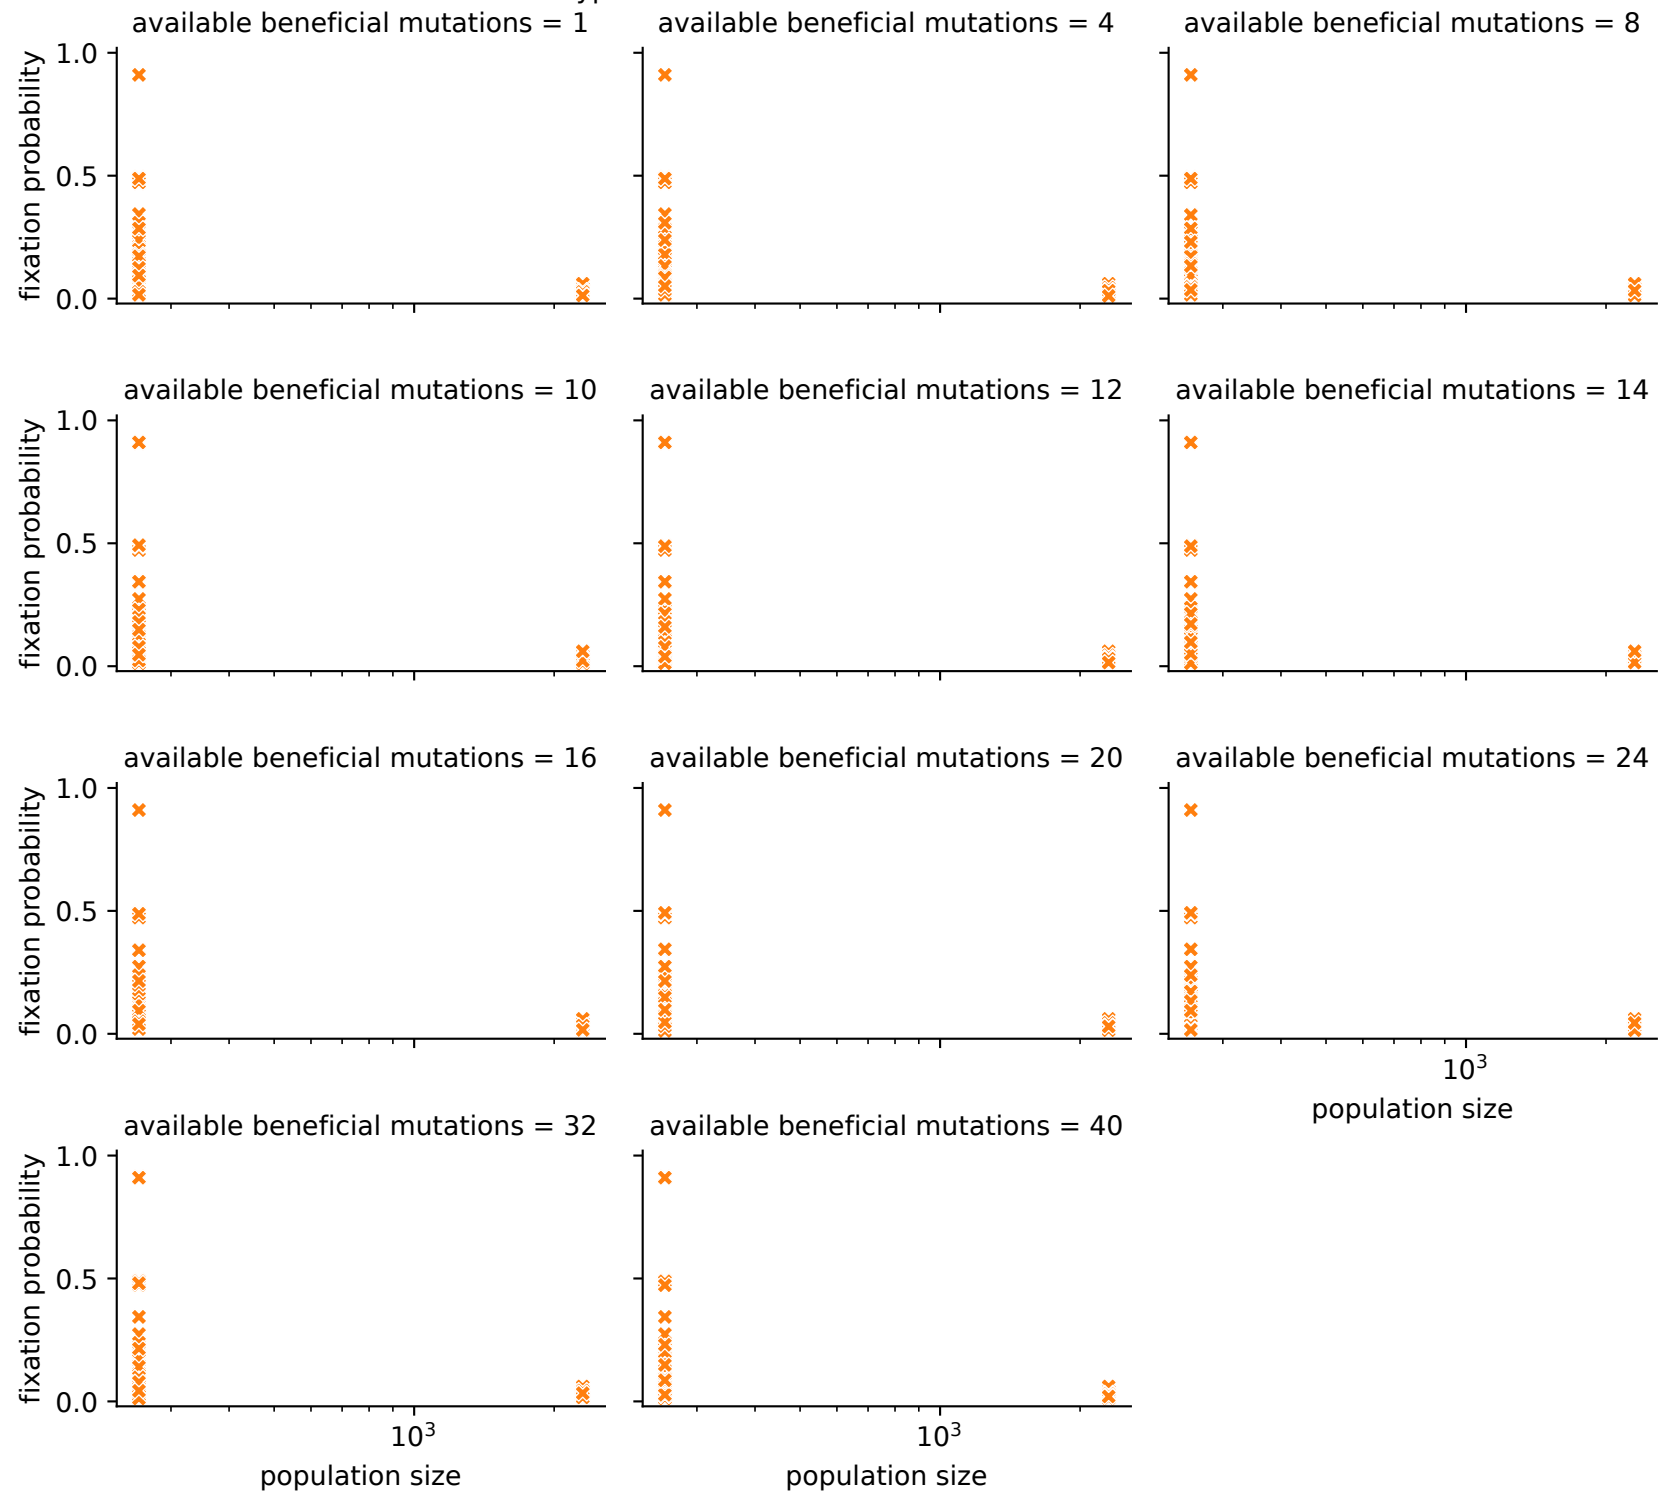 available beneficial mutations = 1
available beneficial mutations = 4
available beneficial mutations = 8
fixation probability
1.0
0.5
0.0
available beneficial mutations = 10
available beneficial mutations = 12
available beneficial mutations = 14
fixation probability
1.0
0.5
0.0
available beneficial mutations = 16
available beneficial mutations = 20
available beneficial mutations = 24
fixation probability
1.0
0.5
0.0
10³
population size
available beneficial mutations = 32
available beneficial mutations = 40
fixation probability
1.0
0.5
0.0
10³
10³
population size
population size